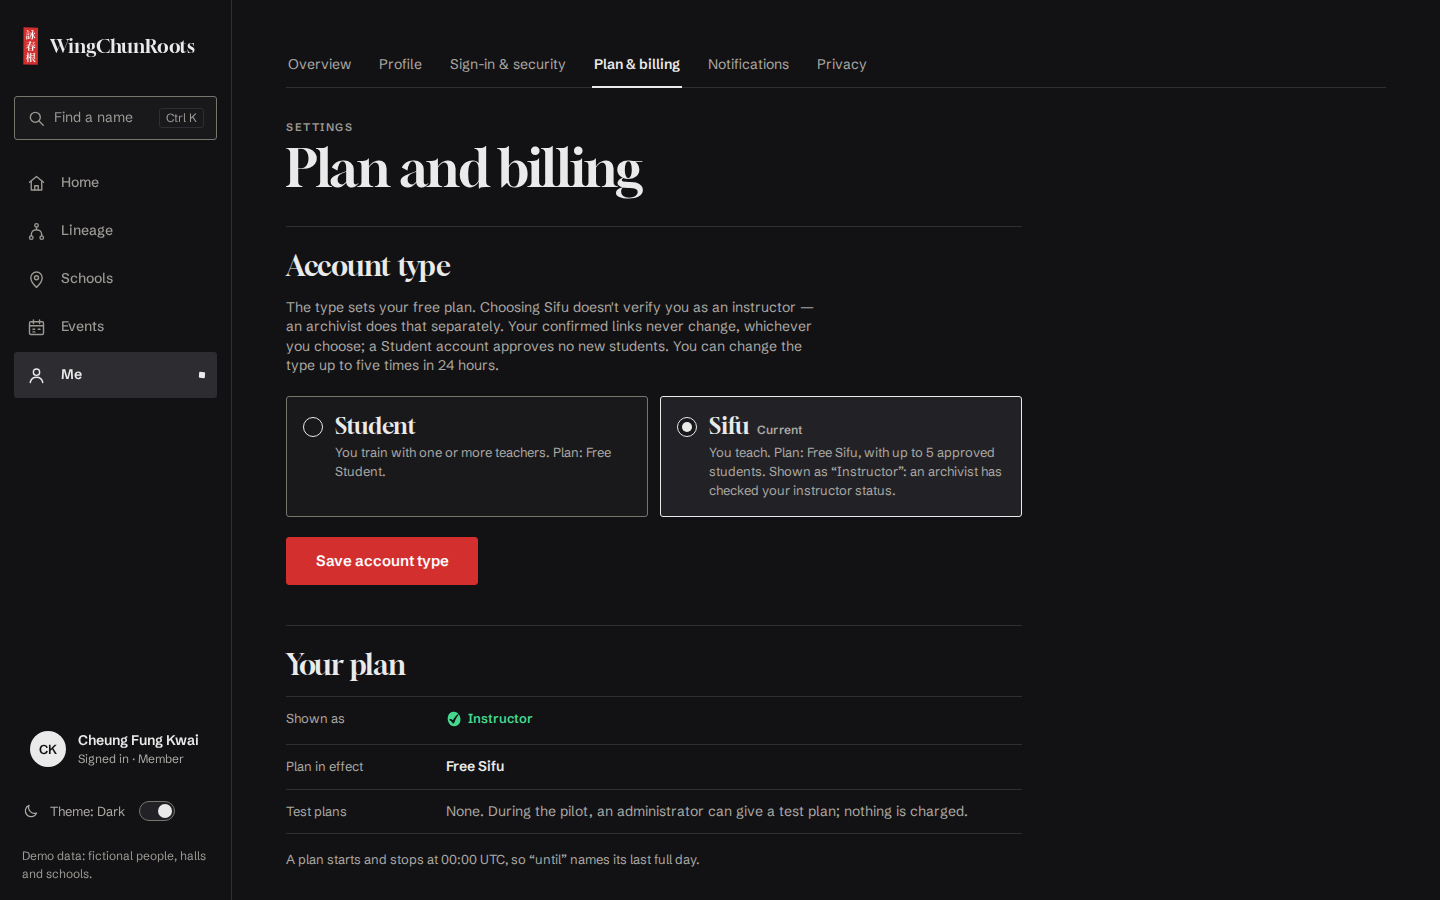 詠春根
WingChunRoots
Find a name
Ctrl K
Home
Lineage
Schools
Events
Me
CK
Cheung Fung Kwai
Signed in · Member
Theme: Dark
Demo data: fictional people, halls
and schools.
Overview
Profile
Sign-in & security
Plan & billing
Notifications
Privacy
SETTINGS
Plan and billing
Account type
The type sets your free plan. Choosing Sifu doesn't verify you as an instructor —
an archivist does that separately. Your confirmed links never change, whichever
you choose; a Student account approves no new students. You can change the
type up to five times in 24 hours.
Student
You train with one or more teachers. Plan: Free
Student.
Sifu Current
You teach. Plan: Free Sifu, with up to 5 approved
students. Shown as “Instructor”: an archivist has
checked your instructor status.
Save account type
Your plan
Shown as
Instructor
Plan in effect
Free Sifu
Test plans
None. During the pilot, an administrator can give a test plan; nothing is charged.
A plan starts and stops at 00:00 UTC, so “until” names its last full day.